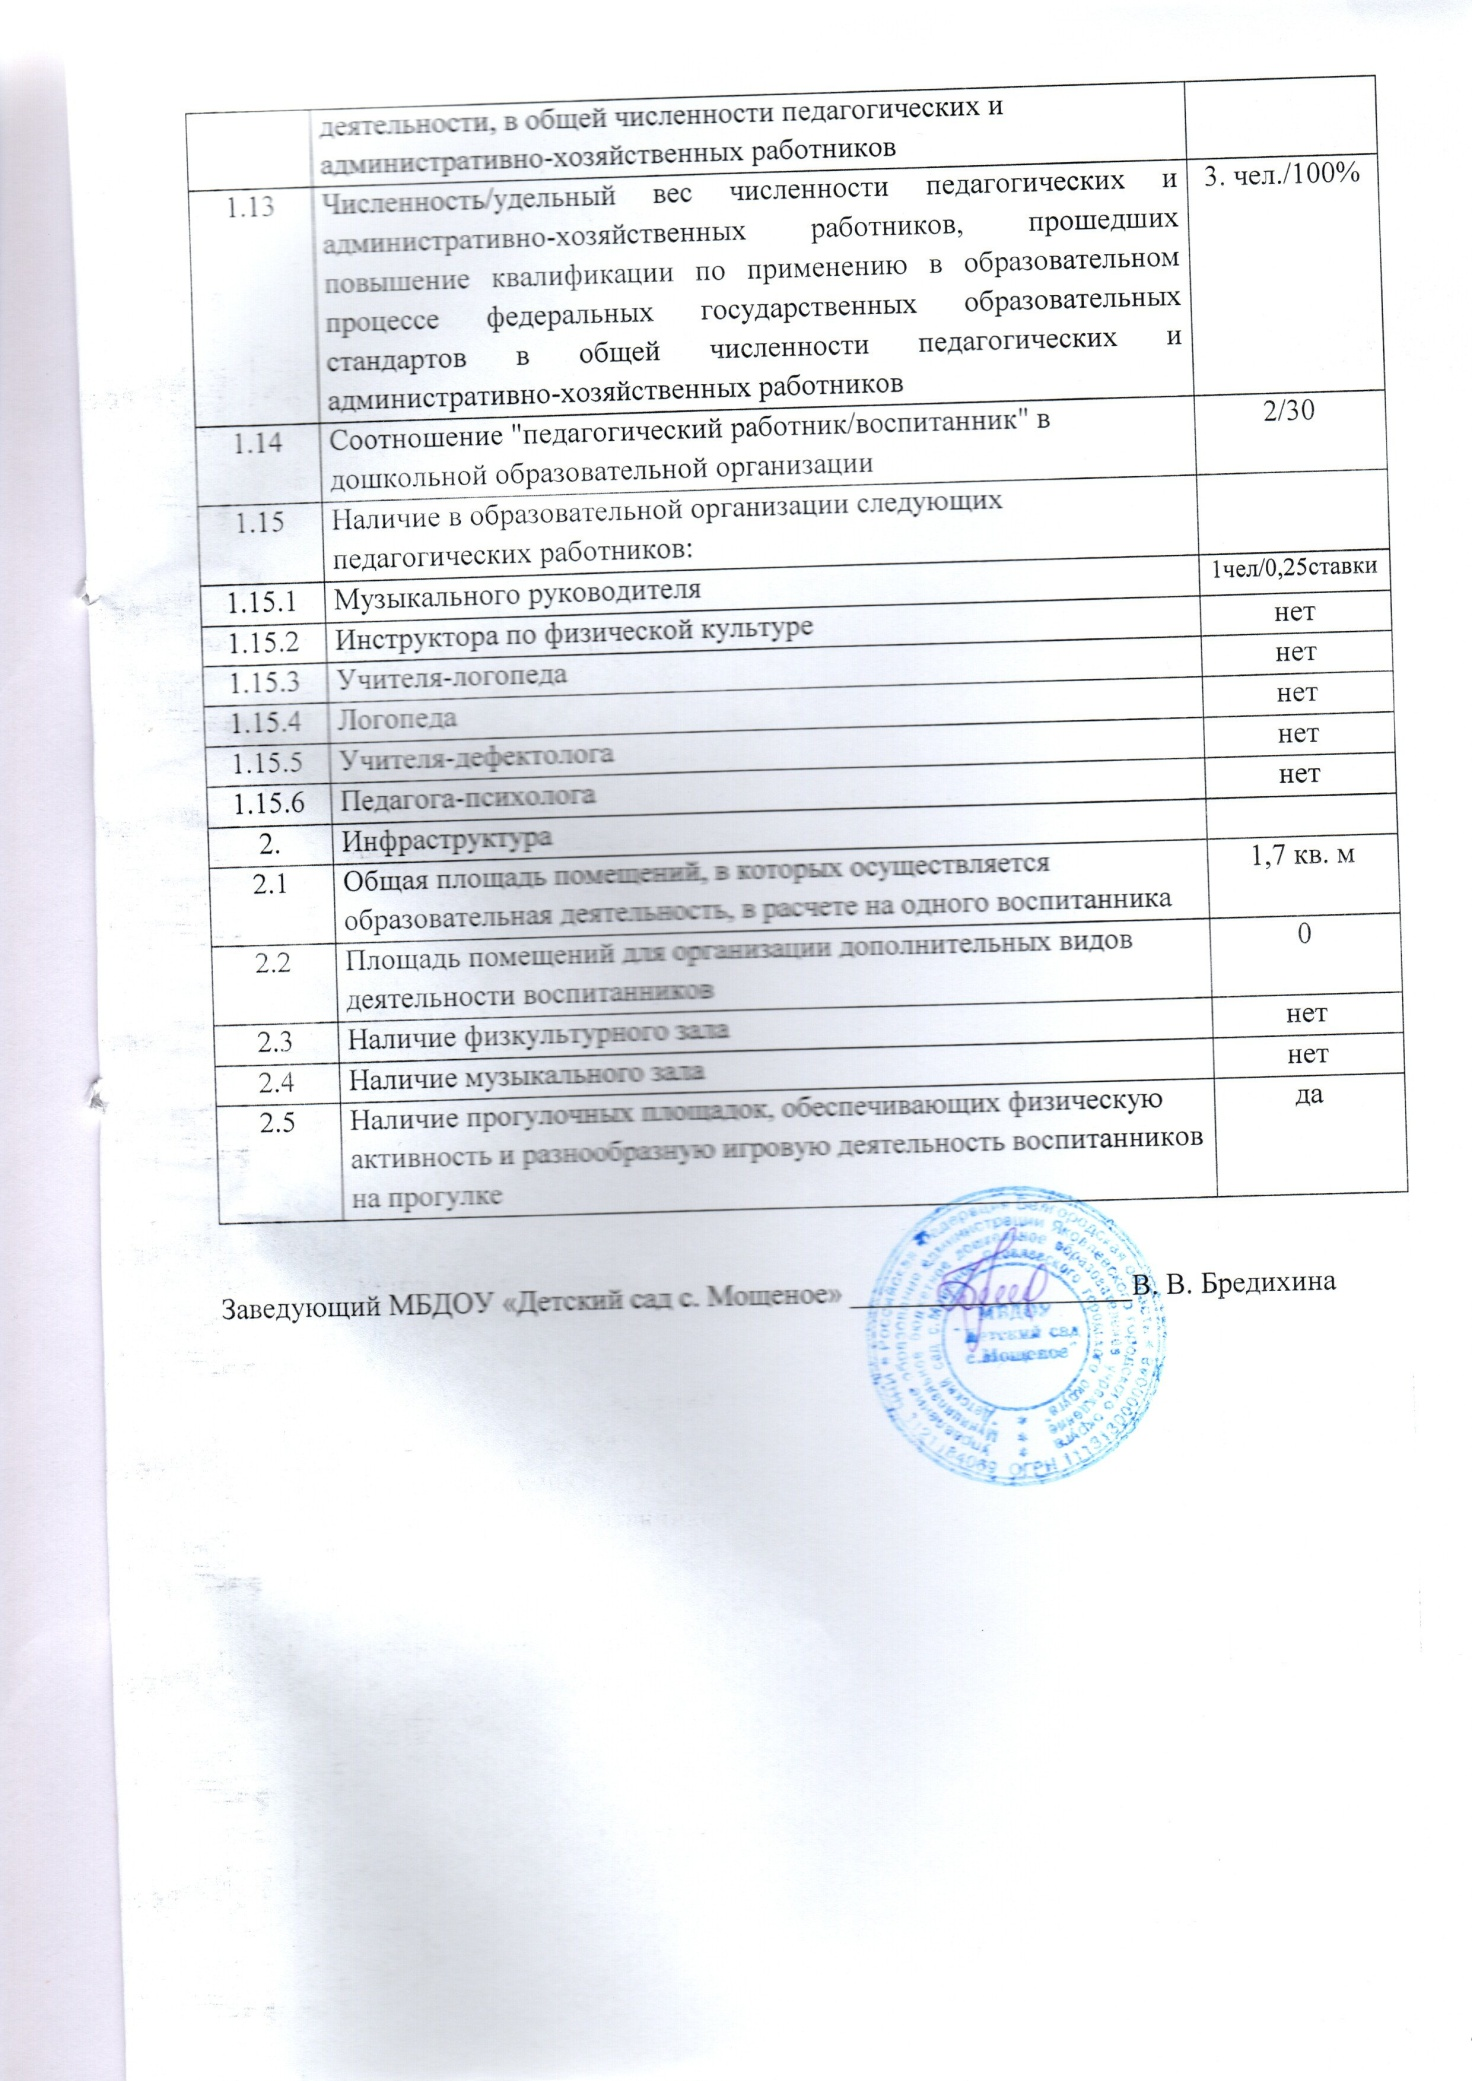 деятельности, в общей численности педагогических и
административно-хозяйственных работников
1.13 Численность/удельный вес численности педагогических и 3. чел./100%
административно-хозяйственных работников, прошедших
повышение квалификации по применению в образовательном
процессе федеральных государственных образовательных
стандартов в общей численности педагогических и
административно-хозяйственных работников
1.14 Соотношение "педагогический работник/воспитанник" в 2/30
дошкольной образовательной организации
1.15 Наличие в образовательной организации следующих
педагогических работников:
1.15.1 Музыкального руководителя 1чел/0,25ставки
1.15.2 Инструктора по физической культуре нет
1.15.3 Учителя-логопеда нет
1.15.4 Логопеда нет
1.15.5 Учителя-дефектолога нет
1.15.6 Педагога-психолога нет
2. Инфраструктура
2.1 Общая площадь помещений, в которых осуществляется 1,7 кв. м
образовательная деятельность, в расчете на одного воспитанника
2.2 Площадь помещений для организации дополнительных видов 0
деятельности воспитанников
2.3 Наличие физкультурного зала нет
2.4 Наличие музыкального зала нет
2.5 Наличие прогулочных площадок, обеспечивающих физическую да
активность и разнообразную игровую деятельность воспитанников
на прогулке
Заведующий МБДОУ «Детский сад с. Мощеное» ____________________В. В. Бредихина
МБДОУ
"Детский сад
с.Мощеное"